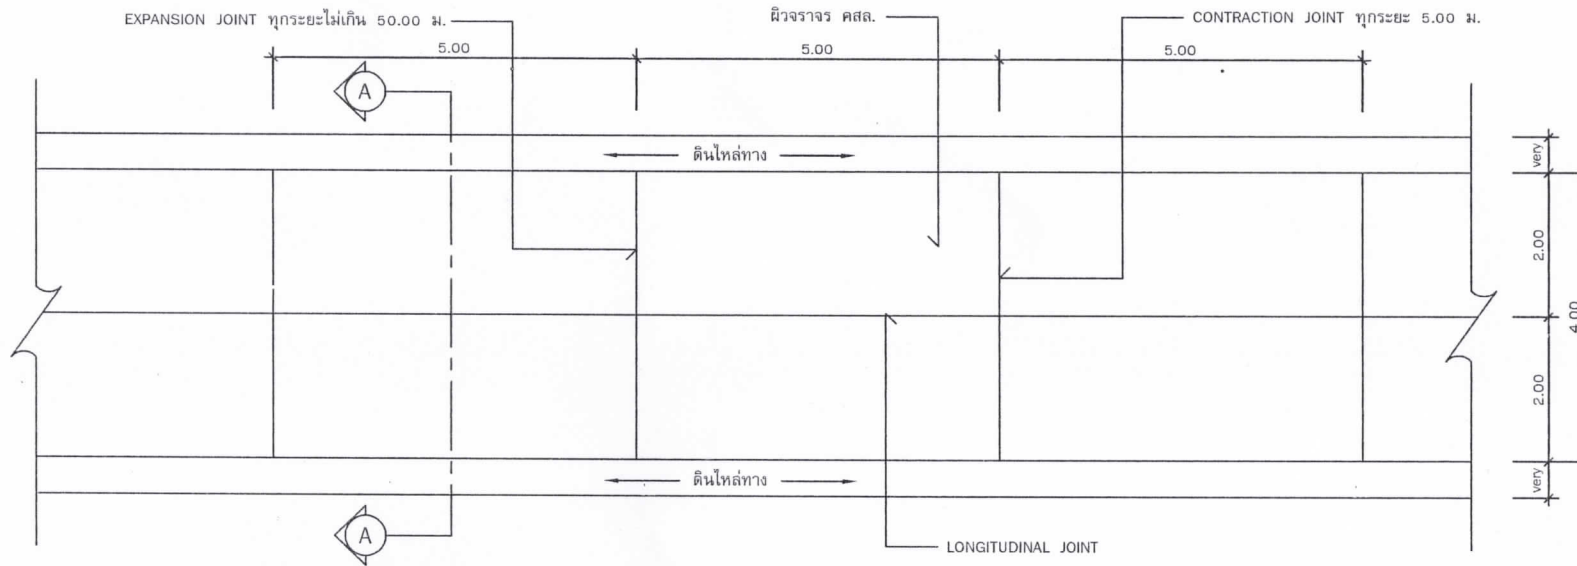 EXPANSION JOINT ทุกระยะไม่เกิน 50.00 ม.
ผิวจราจร คสล.
CONTRACTION JOINT ทุกระยะ 5.00 ม.
5.00
5.00
5.00
A
ดินไหล่ทาง
very
2.00
4.00
2.00
ดินไหล่ทาง
very
A
LONGITUDINAL JOINT